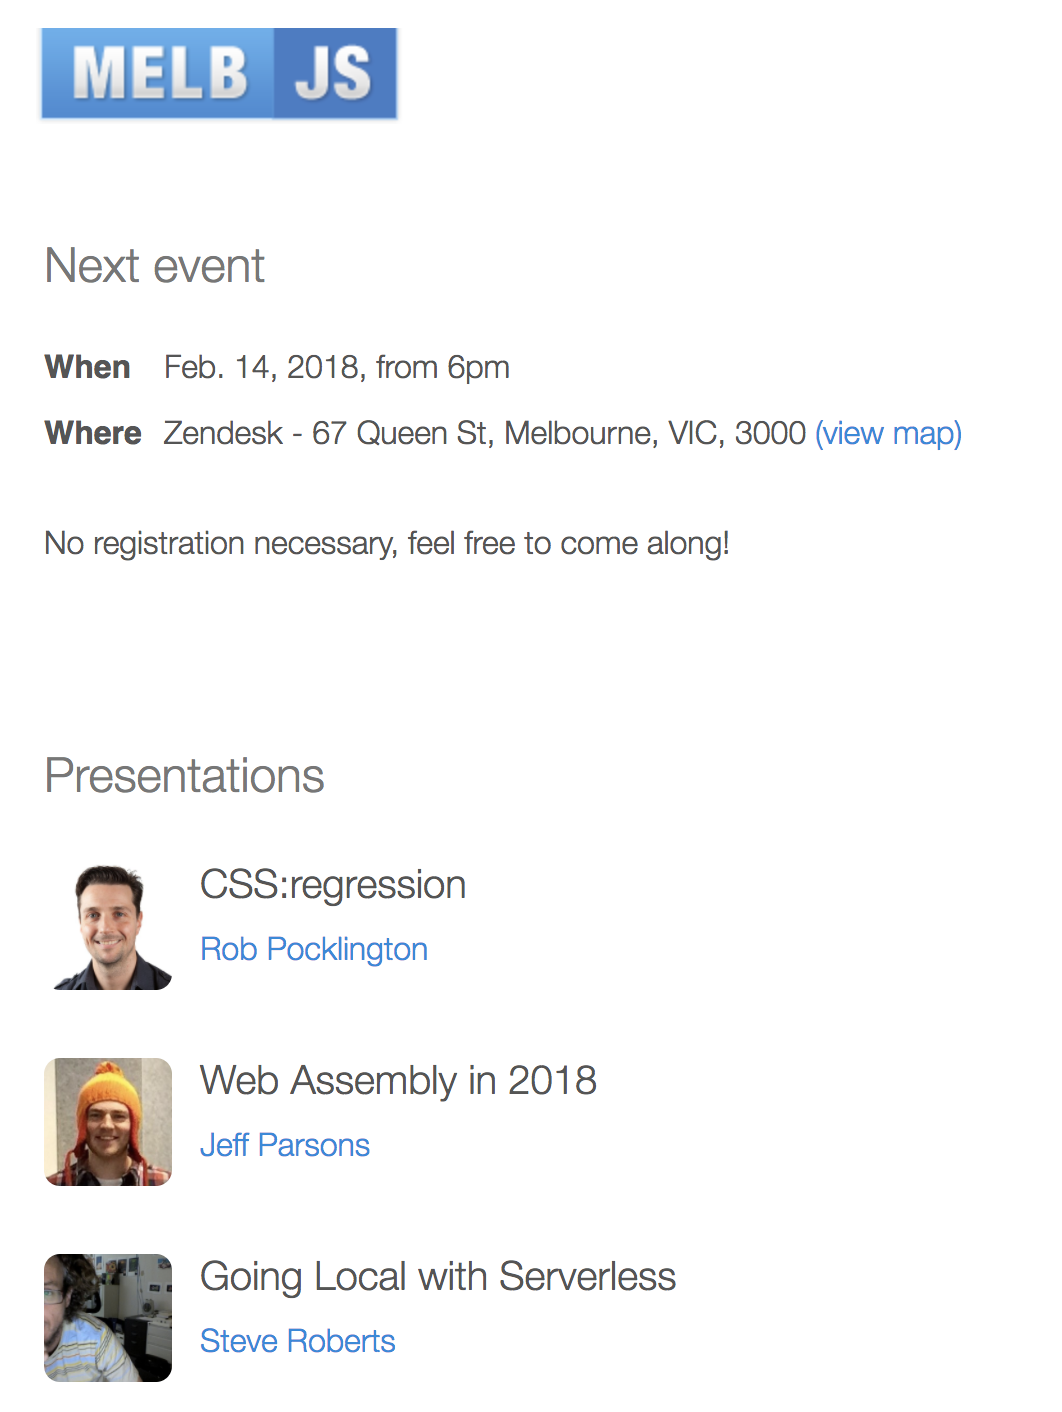 MELB JS
Next event
When Feb. 14, 2018, from 6pm
Where Zendesk - 67 Queen St, Melbourne, VIC, 3000 (view map)
No registration necessary, feel free to come along!
Presentations
CSS:regression
Rob Pocklington
Web Assembly in 2018
Jeff Parsons
Going Local with Serverless
Steve Roberts